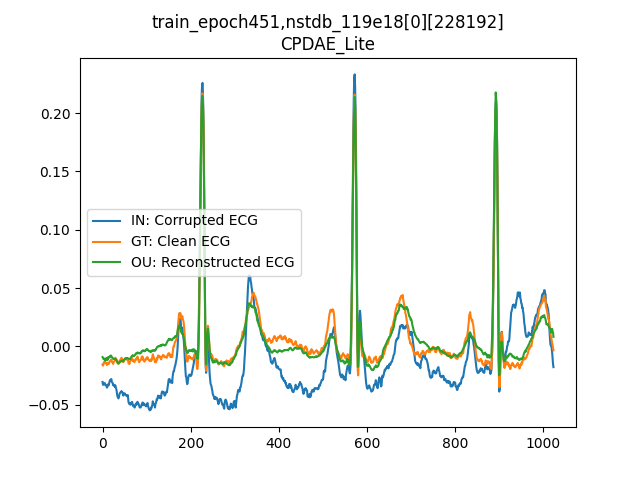 train_epoch451,nstdb_119e18[0][228192]
CPDAE_Lite
0.20
0.15
0.10
0.05
0.00
−0.05
IN: Corrupted ECG
GT: Clean ECG
OU: Reconstructed ECG
0 200 400 600 800 1000